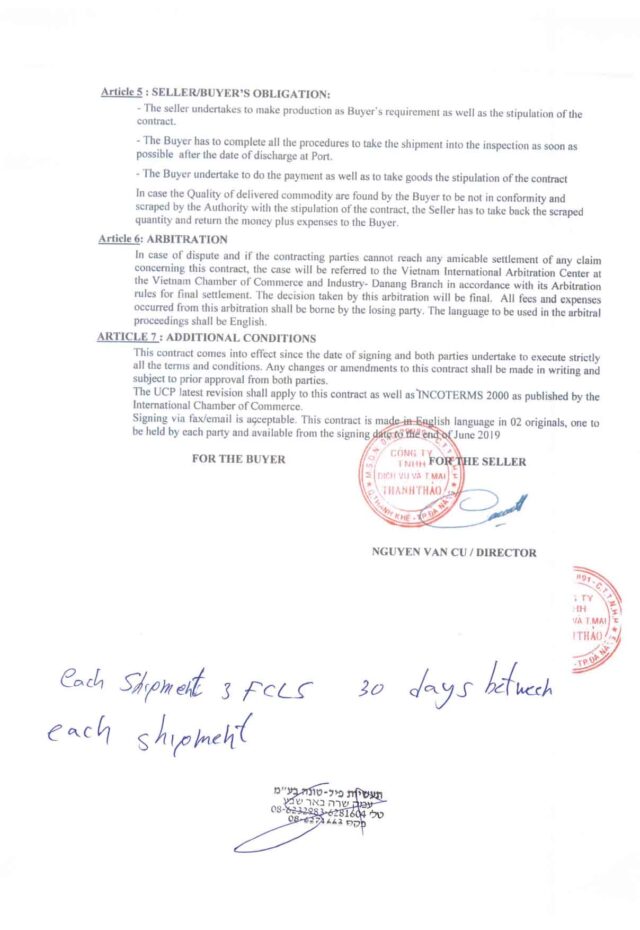 Article 5 : SELLER/BUYER'S OBLIGATION:
- The seller undertakes to make production as Buyer's requirement as well as the stipulation of the
contract.
- The Buyer has to complete all the procedures to take the shipment into the inspection as soon as
possible after the date of discharge at Port.
- The Buyer undertake to do the payment as well as to take goods the stipulation of the contract
In case the Quality of delivered commodity are found by the Buyer to be not in conformity and
scraped by the Authority with the stipulation of the contract, the Seller has to take back the scraped
quantity and return the money plus expenses to the Buyer.
Article 6: ARBITRATION
In case of dispute and if the contracting parties cannot reach any amicable settlement of any claim
concerning this contract, the case will be referred to the Vietnam International Arbitration Center at
the Vietnam Chamber of Commerce and Industry- Danang Branch in accordance with its Arbitration
rules for final settlement. The decision taken by this arbitration will be final. All fees and expenses
occurred from this arbitration shall be borne by the losing party. The language to be used in the arbitral
proceedings shall be English.
ARTICLE 7 : ADDITIONAL CONDITIONS
This contract comes into effect since the date of signing and both parties undertake to execute strictly
all the terms and conditions. Any changes or amendments to this contract shall be made in writing and
subject to prior approval from both parties.
The UCP latest revision shall apply to this contract as well as INCOTERMS 2000 as published by the
International Chamber of Commerce.
Signing via fax/email is acceptable. This contract is made in English language in 02 originals, one to
be held by each party and available from the signing date to the end of June 2019
FOR THE BUYER FOR THE SELLER
CÔNG TY
TNHH
DỊCH VỤ VÀ T.MẠI
THANH THẢO
Q.THANH KHÊ - TP ĐÀ NẴNG
NGUYEN VAN CU / DIRECTOR
TY
HH
VÀ T.MẠI
THẢO
Each Shipment 3 FCLS 30 days between
each shipment
תעשיות פיל-טונה בע"מ
עמק שרה באר שבע
טל 08-6232983-6281604
פקס